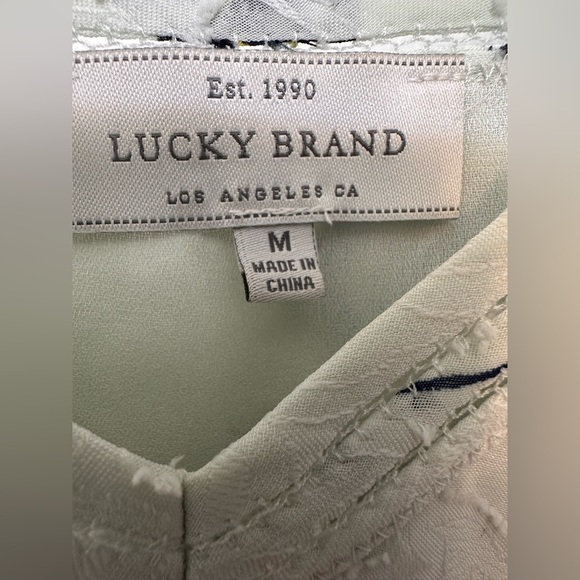 Est. 1990
LUCKY BRAND
LOS ANGELES CA
M
MADE IN
CHINA